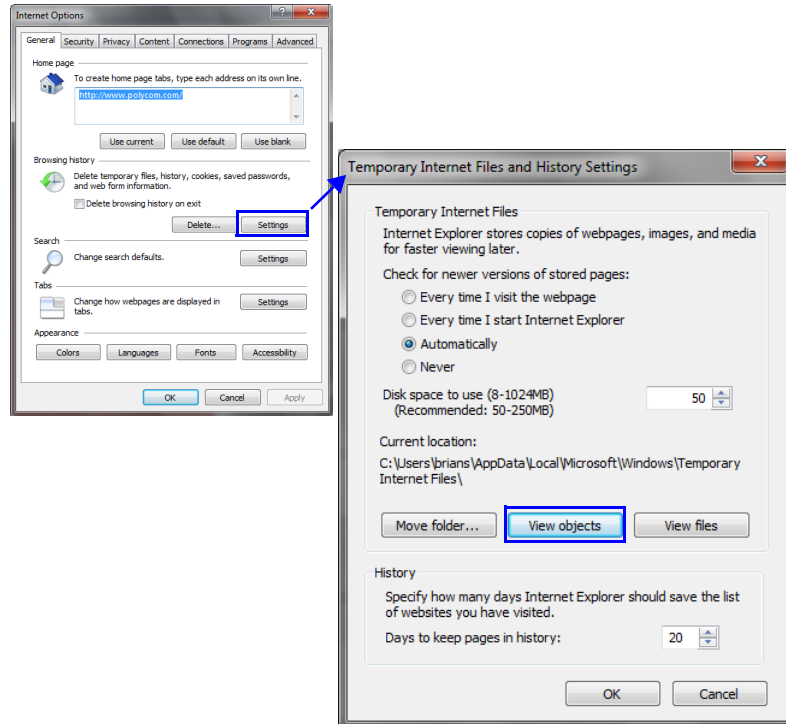 Internet Options
General Security Privacy Content Connections Programs Advanced
Home page
To create home page tabs, type each address on its own line.
http://www.polycom.com/
Use current Use default Use blank
Browsing history
Delete temporary files, history, cookies, saved passwords,
and web form information.
Delete browsing history on exit
Delete... Settings
Search
Change search defaults.
Settings
Tabs
Change how webpages are displayed in
tabs.
Settings
Appearance
Colors Languages Fonts Accessibility
OK Cancel Apply
Temporary Internet Files and History Settings
Temporary Internet Files
Internet Explorer stores copies of webpages, images, and media
for faster viewing later.
Check for newer versions of stored pages:
Every time I visit the webpage
Every time I start Internet Explorer
Automatically
Never
Disk space to use (8-1024MB)
(Recommended: 50-250MB)
50
Current location:
C:\Users\brians\AppData\Local\Microsoft\Windows\Temporary
Internet Files\
Move folder... View objects View files
History
Specify how many days Internet Explorer should save the list
of websites you have visited.
Days to keep pages in history: 20
OK Cancel